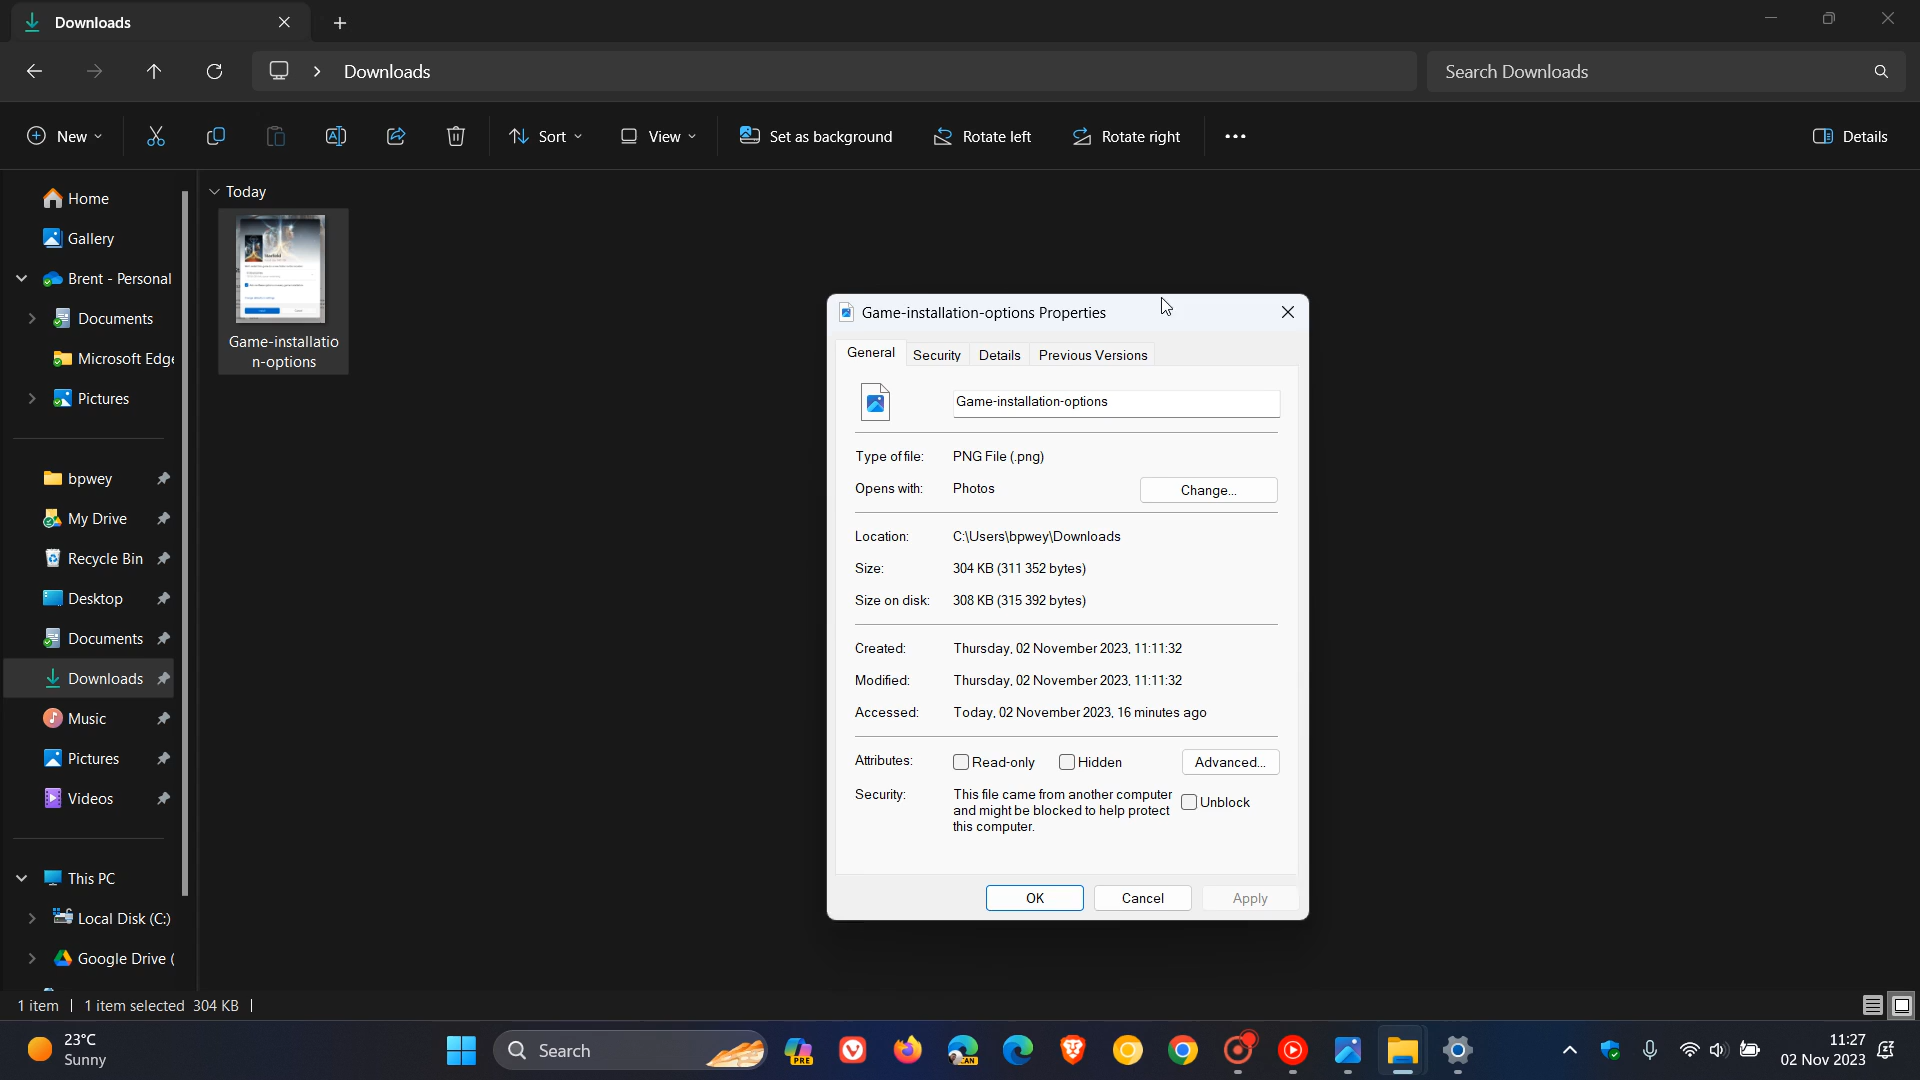 Downloads
Downloads
Search Downloads
New
Sort
View
Set as background
Rotate left
Rotate right
Details
Home
Gallery
Brent - Personal
Documents
Microsoft Edge
Pictures
bpwey
My Drive
Recycle Bin
Desktop
Documents
Downloads
Music
Pictures
Videos
This PC
Local Disk (C:)
Google Drive (
Today
Game-installatio
n-options
Game-installation-options Properties
General
Security
Details
Previous Versions
Game-installation-options
Type of file:
PNG File (.png)
Opens with:
Photos
Change...
Location:
C:\Users\bpwey\Downloads
Size:
304 KB (311 352 bytes)
Size on disk:
308 KB (315 392 bytes)
Created:
Thursday, 02 November 2023, 11:11:32
Modified:
Thursday, 02 November 2023, 11:11:32
Accessed:
Today, 02 November 2023, 16 minutes ago
Attributes:
Read-only
Hidden
Advanced...
Security:
This file came from another computer
and might be blocked to help protect
this computer.
Unblock
OK
Cancel
Apply
1 item
1 item selected 304 KB
23°C
Sunny
Search
PRE
CAN
11:27
02 Nov 2023